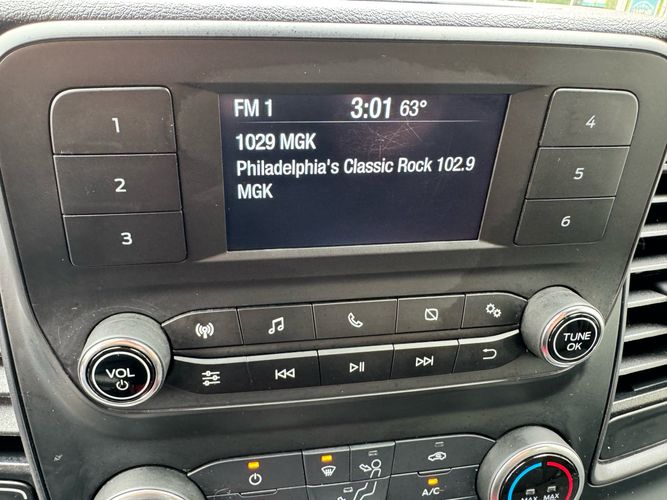 FM 1 3:01 63°
1029 MGK
Philadelphia's Classic Rock 102.9
MGK
1
2
3
4
5
6
VOL
TUNE
OK
A/C
MAX MAX